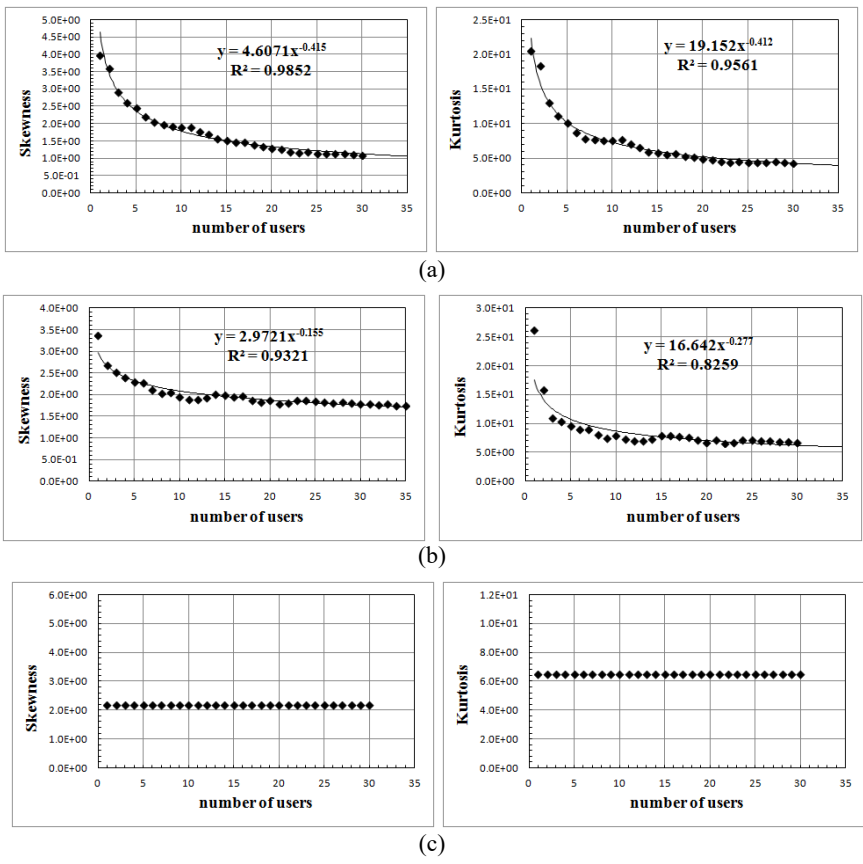 5.0E+00
4.5E+00
4.0E+00
3.5E+00
3.0E+00
2.5E+00
2.0E+00
1.5E+00
1.0E+00
5.0E-01
0.0E+00
Skewness
y = 4.6071x^-0.415
R² = 0.9852
0 5 10 15 20 25 30 35
number of users
2.5E+01
2.0E+01
1.5E+01
1.0E+01
5.0E+00
0.0E+00
Kurtosis
y = 19.152x^-0.412
R² = 0.9561
0 5 10 15 20 25 30 35
number of users
(a)
4.0E+00
3.5E+00
3.0E+00
2.5E+00
2.0E+00
1.5E+00
1.0E+00
5.0E-01
0.0E+00
Skewness
y = 2.9721x^-0.155
R² = 0.9321
0 5 10 15 20 25 30 35
number of users
3.0E+01
2.5E+01
2.0E+01
1.5E+01
1.0E+01
5.0E+00
0.0E+00
Kurtosis
y = 16.642x^-0.277
R² = 0.8259
0 5 10 15 20 25 30 35
number of users
(b)
6.0E+00
5.0E+00
4.0E+00
3.0E+00
2.0E+00
1.0E+00
0.0E+00
Skewness
0 5 10 15 20 25 30 35
number of users
1.2E+01
1.0E+01
8.0E+00
6.0E+00
4.0E+00
2.0E+00
0.0E+00
Kurtosis
0 5 10 15 20 25 30 35
number of users
(c)